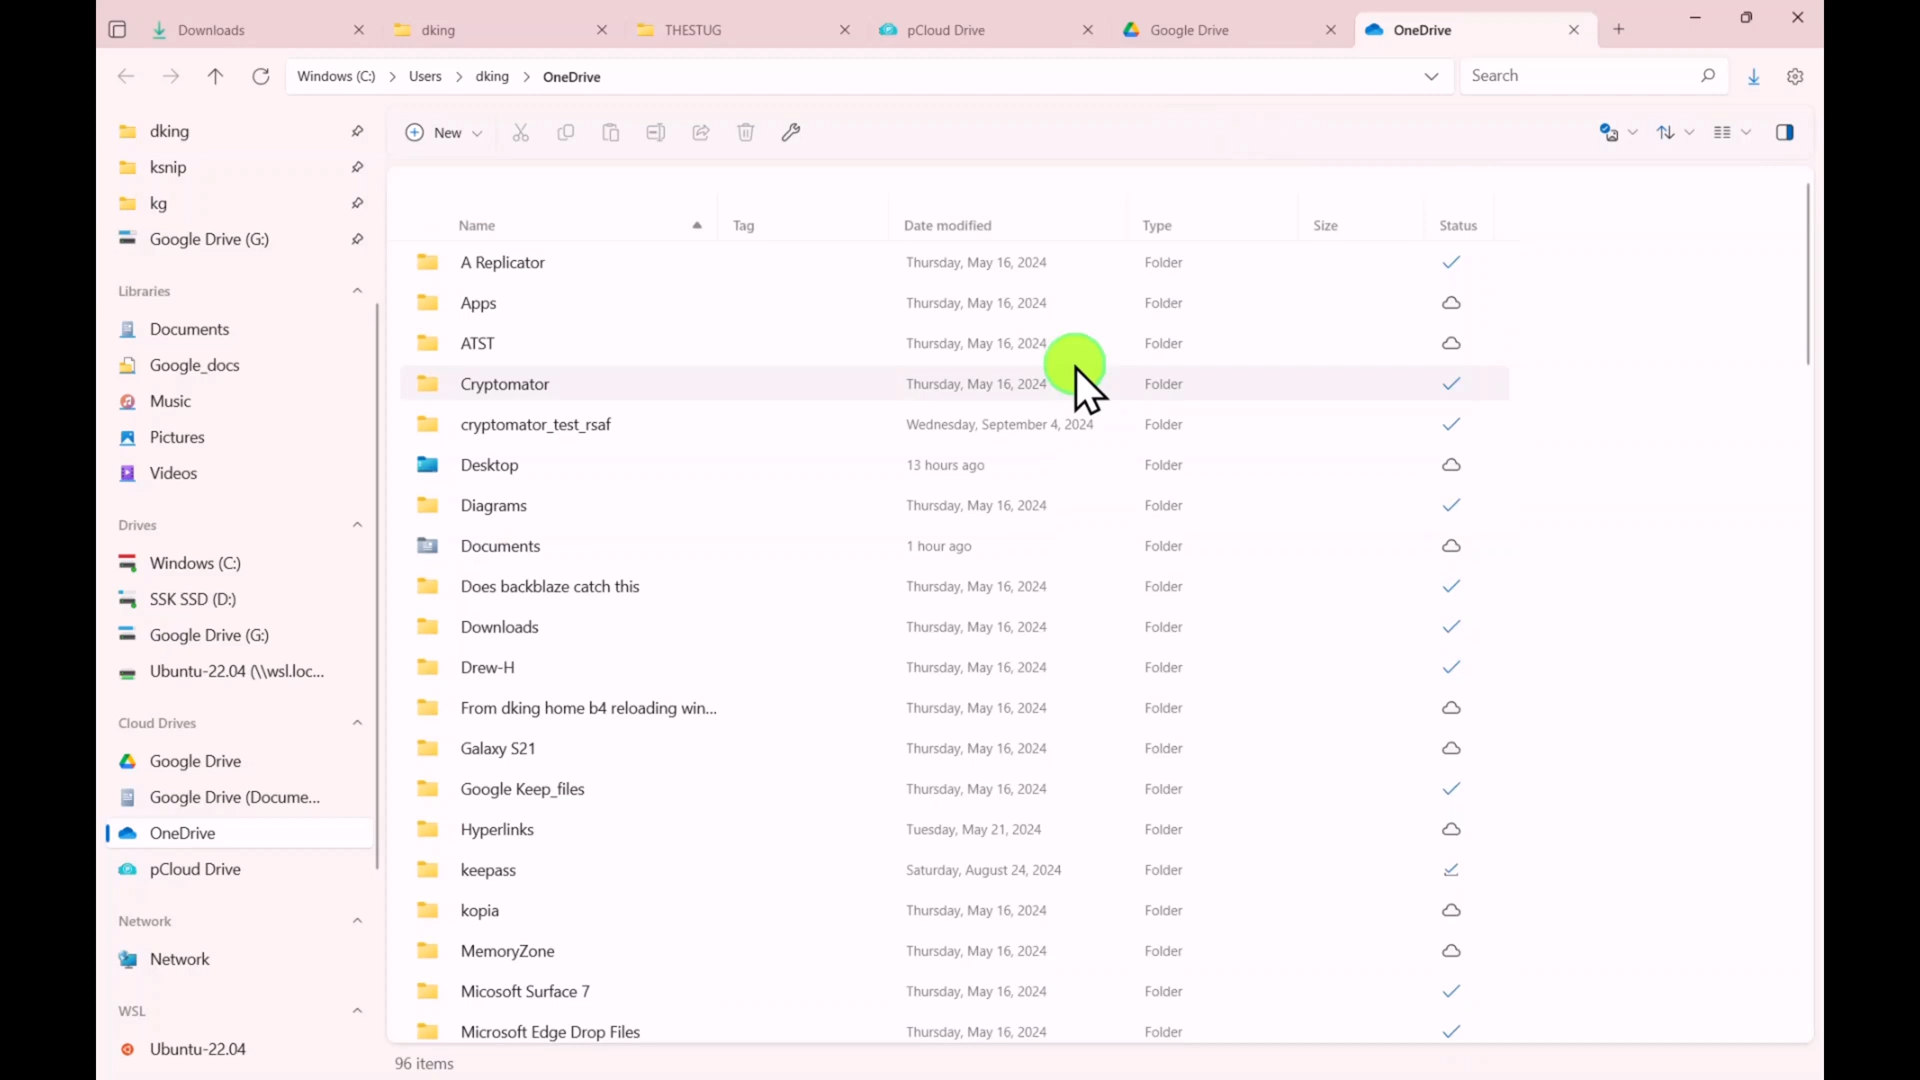 Downloads
dking
THESTUG
pCloud Drive
Google Drive
OneDrive
Windows (C:) > Users > dking > OneDrive
Search
New
dking
ksnip
kg
Google Drive (G:)
Libraries
Documents
Google_docs
Music
Pictures
Videos
Drives
Windows (C:)
SSK SSD (D:)
Google Drive (G:)
Ubuntu-22.04 (\\wsl.loc...
Cloud Drives
Google Drive
Google Drive (Docume...
OneDrive
pCloud Drive
Network
Network
WSL
Ubuntu-22.04
Name Tag Date modified Type Size Status
A Replicator Thursday, May 16, 2024 Folder
Apps Thursday, May 16, 2024 Folder
ATST Thursday, May 16, 2024 Folder
Cryptomator Thursday, May 16, 2024 Folder
cryptomator_test_rsaf Wednesday, September 4, 2024 Folder
Desktop 13 hours ago Folder
Diagrams Thursday, May 16, 2024 Folder
Documents 1 hour ago Folder
Does backblaze catch this Thursday, May 16, 2024 Folder
Downloads Thursday, May 16, 2024 Folder
Drew-H Thursday, May 16, 2024 Folder
From dking home b4 reloading win... Thursday, May 16, 2024 Folder
Galaxy S21 Thursday, May 16, 2024 Folder
Google Keep_files Thursday, May 16, 2024 Folder
Hyperlinks Tuesday, May 21, 2024 Folder
keepass Saturday, August 24, 2024 Folder
kopia Thursday, May 16, 2024 Folder
MemoryZone Thursday, May 16, 2024 Folder
Micosoft Surface 7 Thursday, May 16, 2024 Folder
Microsoft Edge Drop Files Thursday, May 16, 2024 Folder
96 items